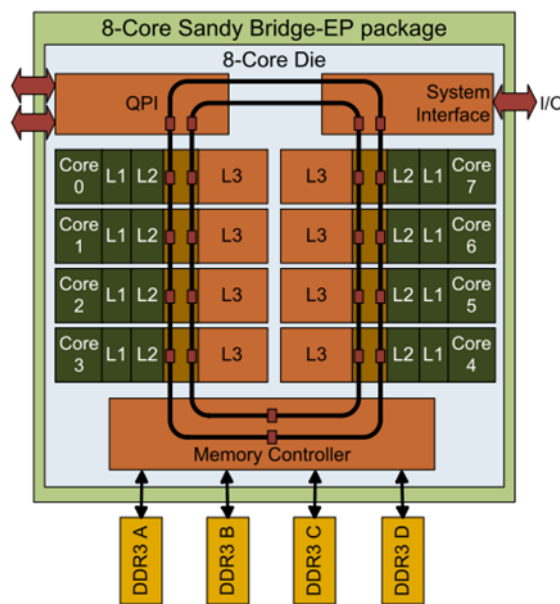 8-Core Sandy Bridge-EP package
8-Core Die
QPI
System
Interface
I/O
Core
0
L1
L2
L3
L3
L2
L1
Core
7
Core
1
L1
L2
L3
L3
L2
L1
Core
6
Core
2
L1
L2
L3
L3
L2
L1
Core
5
Core
3
L1
L2
L3
L3
L2
L1
Core
4
Memory Controller
DDR3 A
DDR3 B
DDR3 C
DDR3 D